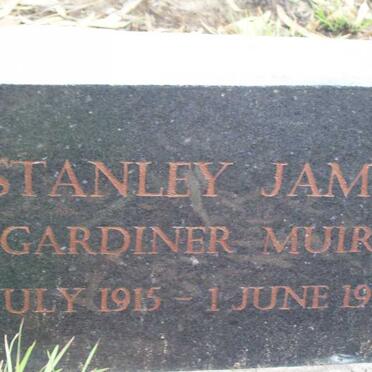 STANLEY JAM
GARDINER MUIR
ULY 1915 – 1 JUNE 19